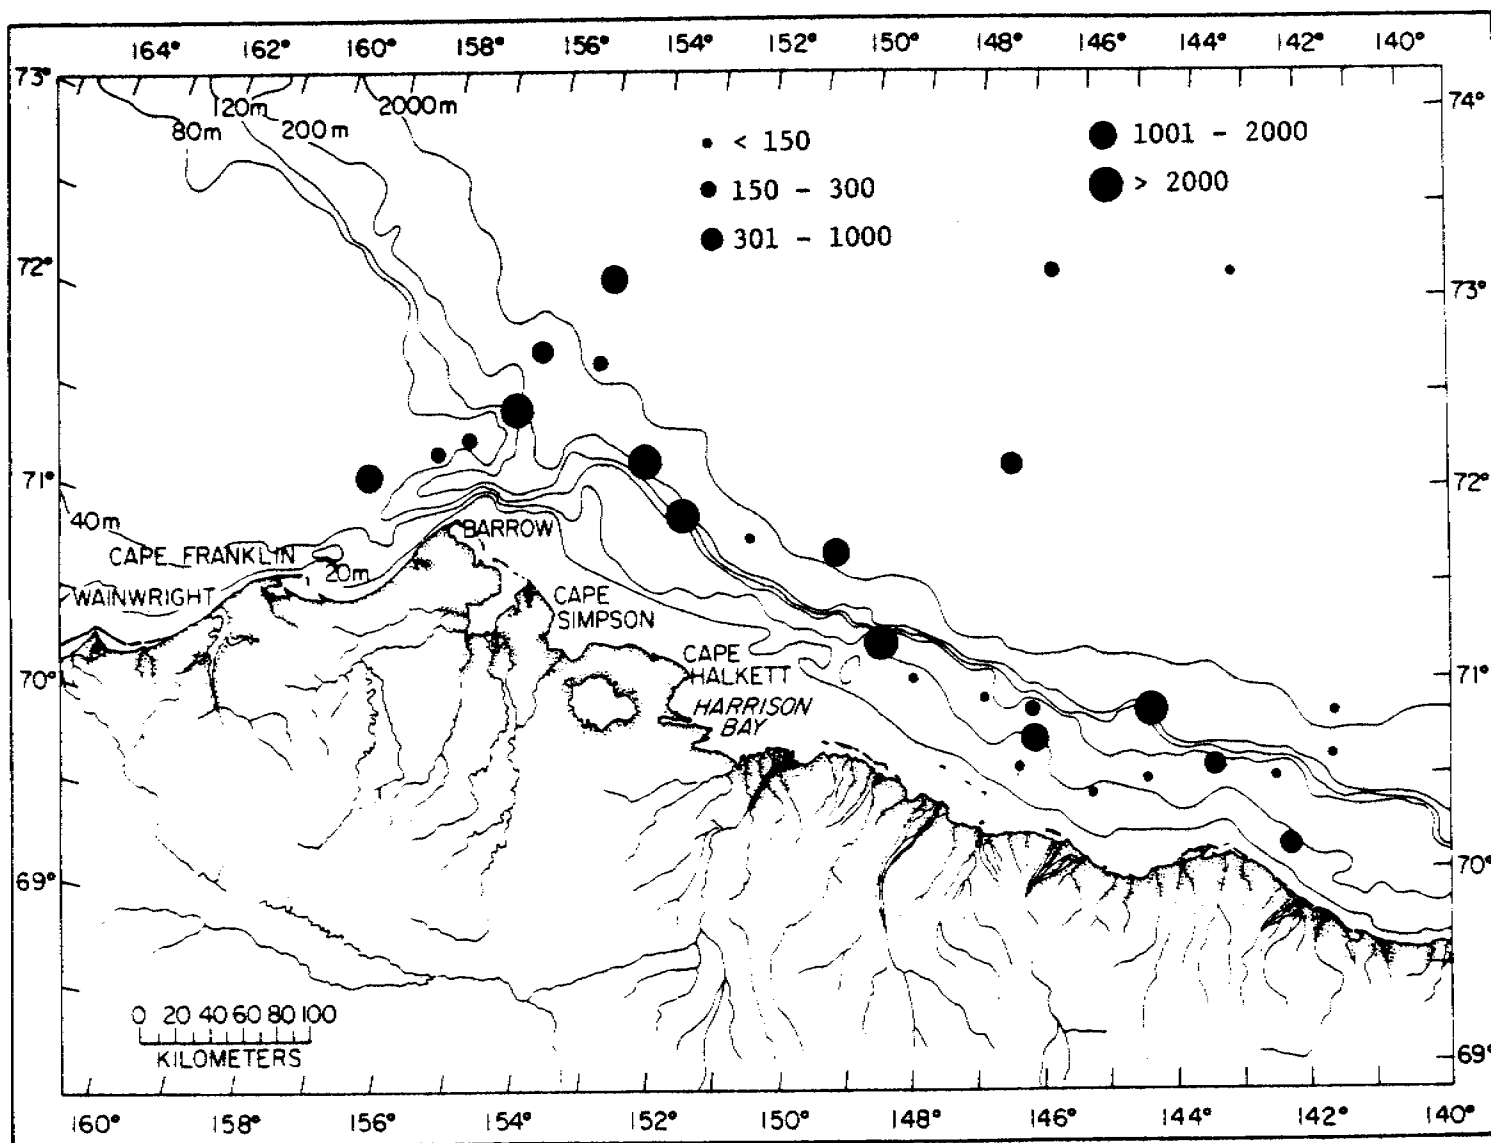 164° 162° 160° 158° 156° 154° 152° 150° 148° 146° 144° 142° 140°
73°
74°
120m
2000m
80m
200m
< 150
1001 - 2000
150 - 300
> 2000
301 - 1000
72°
73°
71°
72°
40m
BARROW
CAPE FRANKLIN
20m
WAINWRIGHT
CAPE
SIMPSON
CAPE
HALKETT
70°
71°
HARRISON
BAY
69°
70°
0 20 40 60 80 100
KILOMETERS
69°
160° 158° 156° 154° 152° 150° 148° 146° 144° 142° 140°